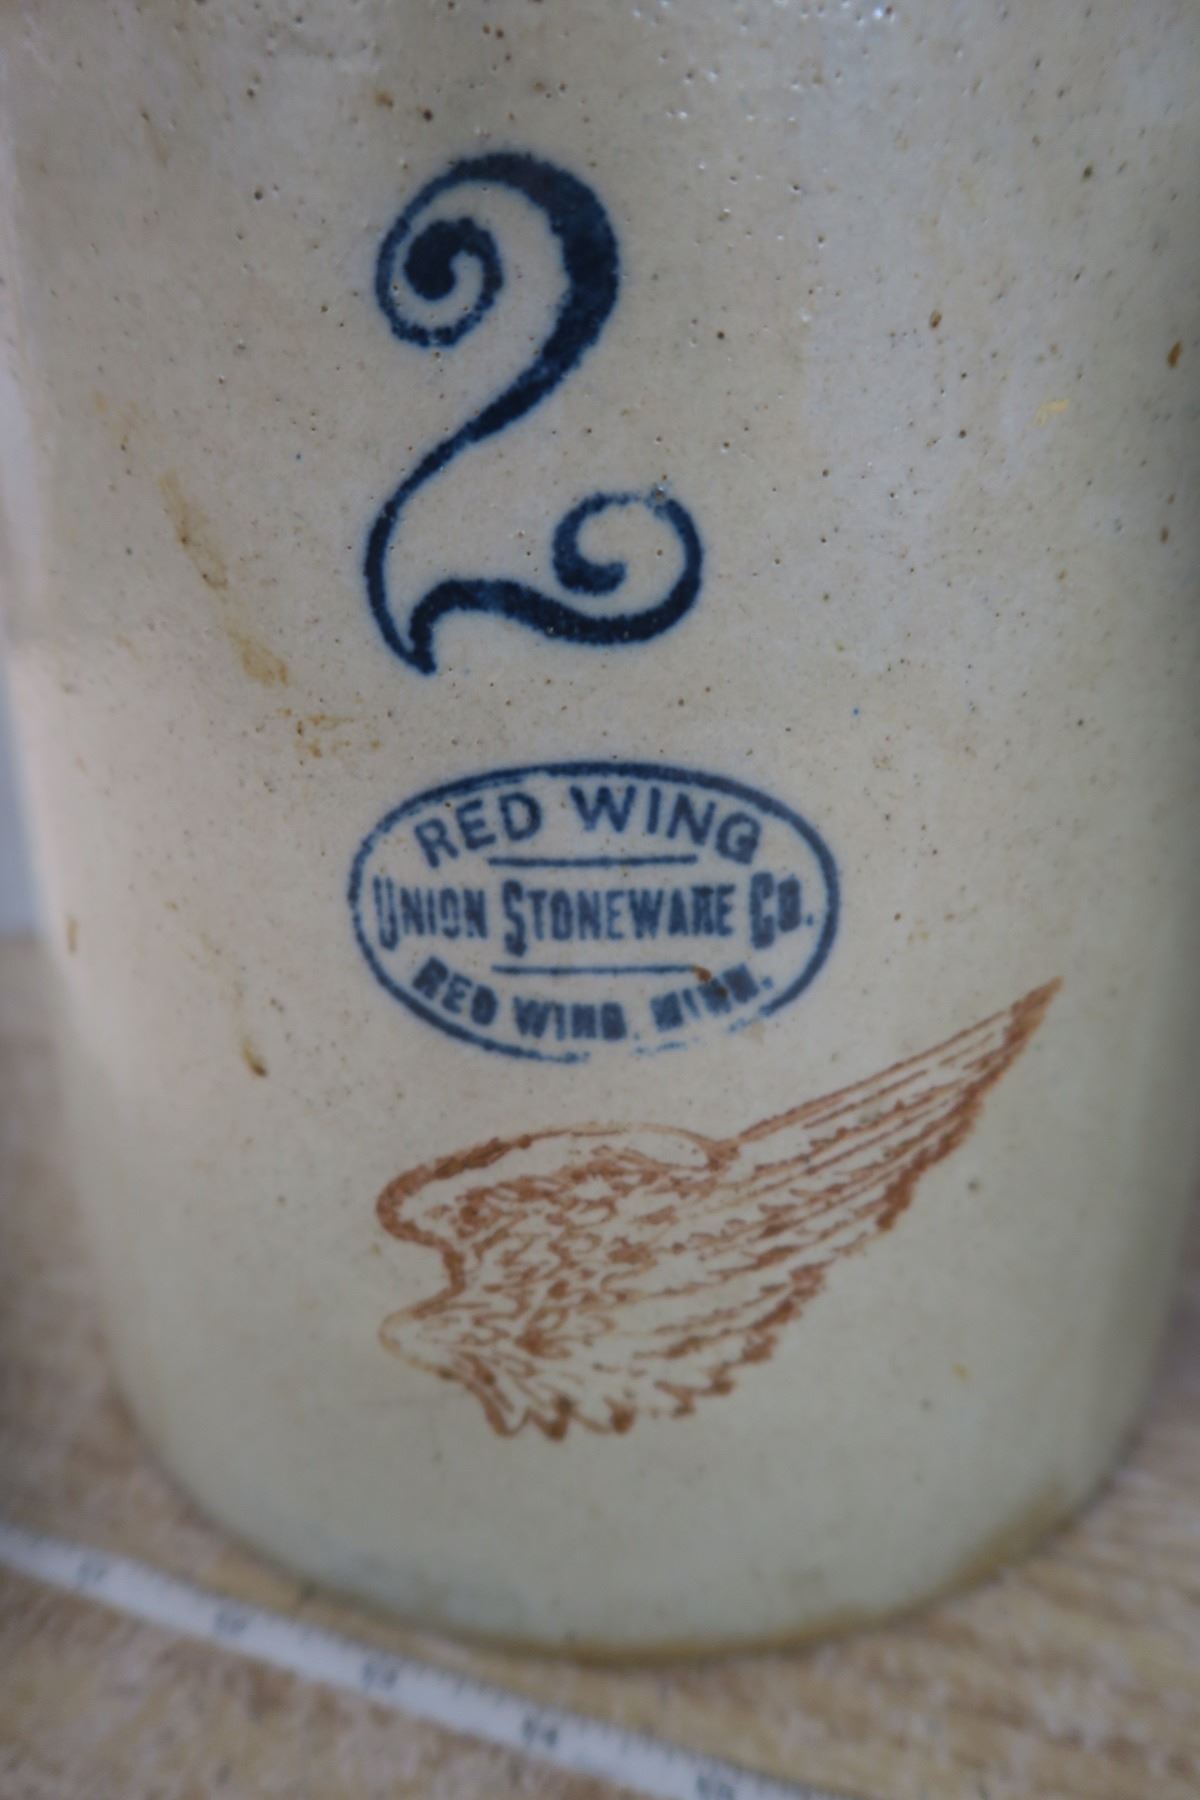 2
RED WING
UNION STONEWARE CO.
RED WING, MINN.